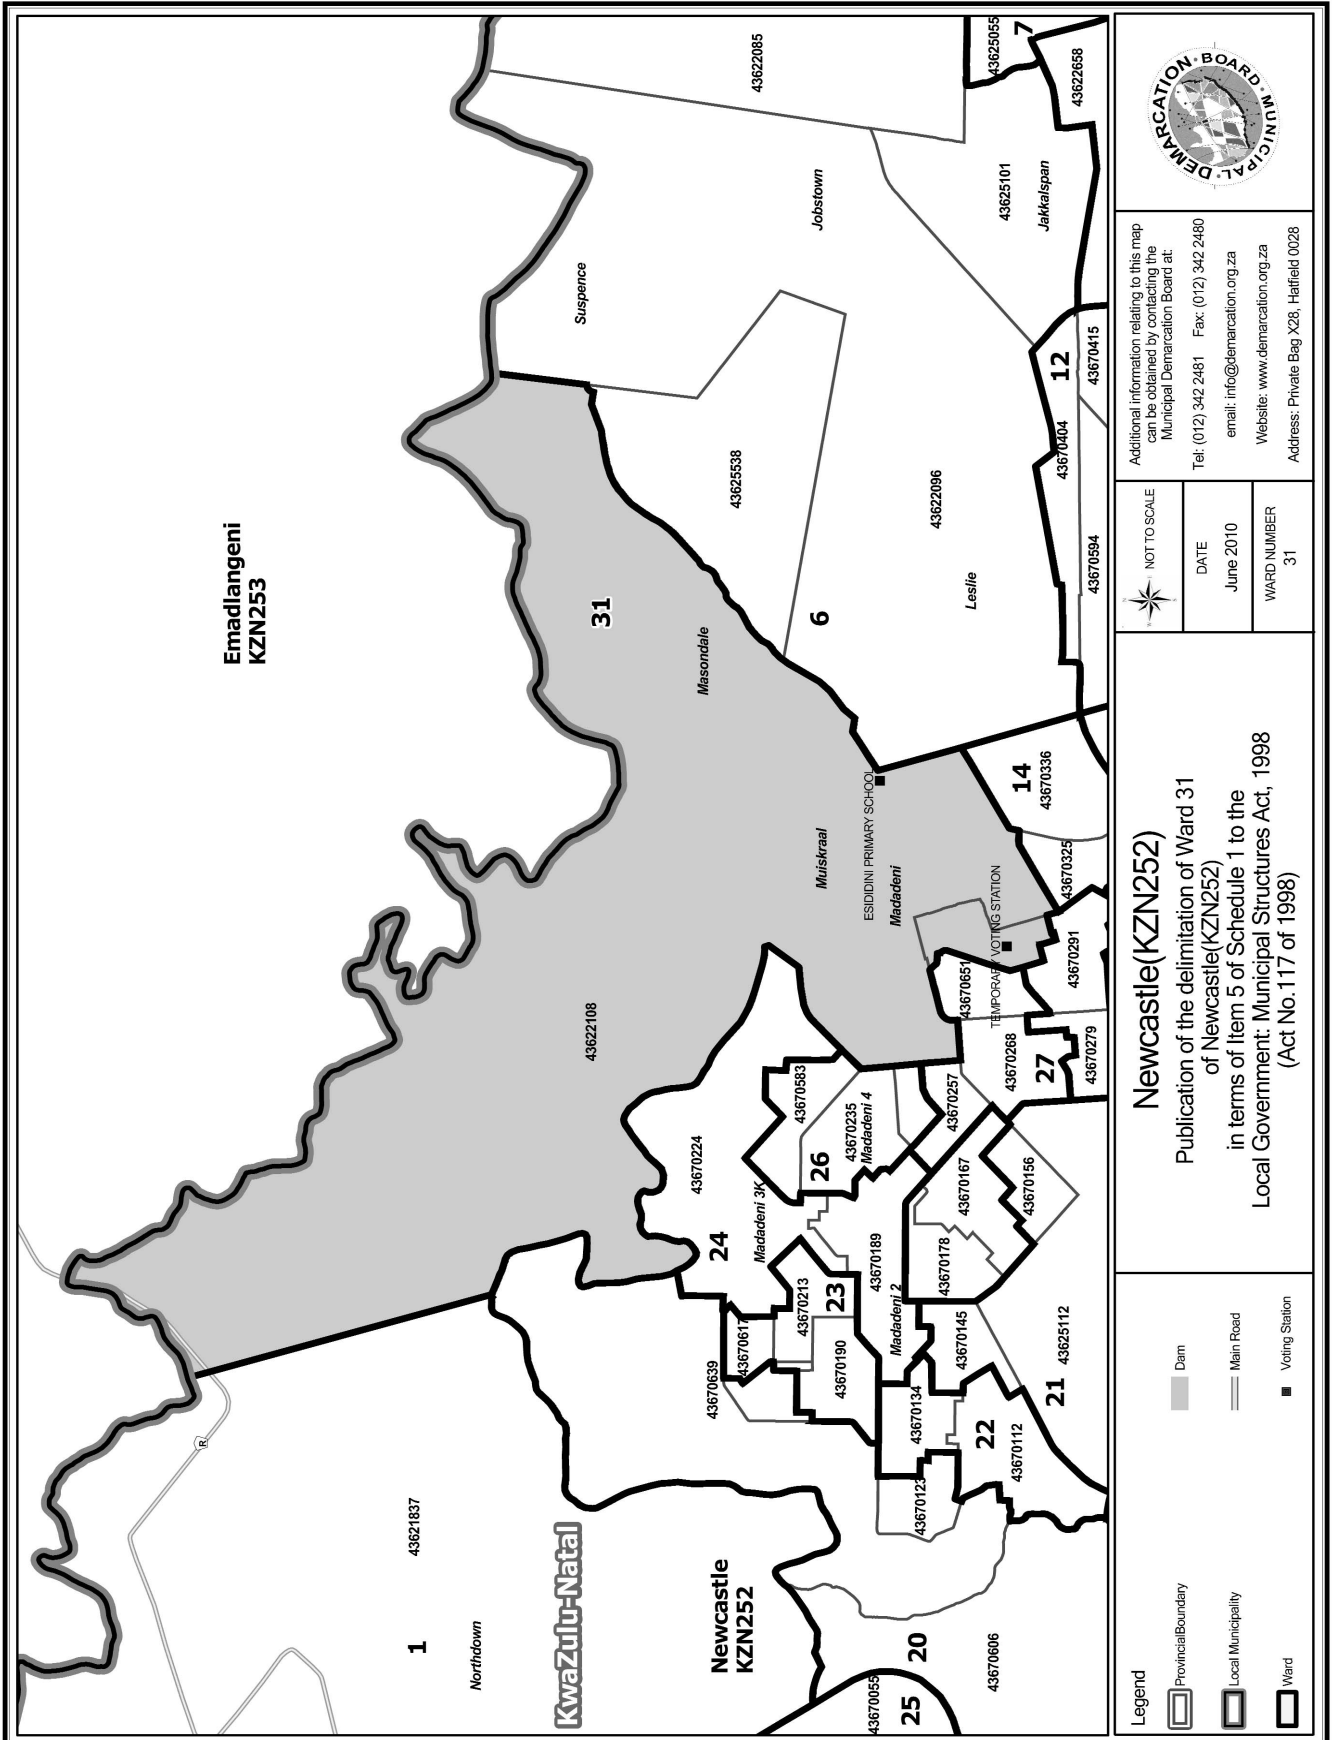 Emadlangeni
KZN253
KwaZulu-Natal
Newcastle
KZN252
1
Northdown
43621837
43622108
31
Masondale
Muiskraal
ESIDIDINI PRIMARY SCHOOL
Madadeni
TEMPORARY VOTING STATION
Suspence
43622085
Jobstown
43625538
6
43622096
Leslie
43625101
Jakkalspan
43625055
7
43622658
12
43670415
43670404
43670594
14
43670336
43670325
43670291
43670651
43670268
27
43670279
43670257
43670583
43670235
Madadeni 4
26
43670224
24
Madadeni 3K
43670213
23
43670617
43670639
43670190
43670189
Madadeni 2
43670167
43670156
43670178
43670145
43625112
21
43670134
22
43670112
43670123
20
43670606
43670055
25
Legend
ProvincialBoundary
Local Municipality
Ward
Dam
Main Road
Voting Station
Newcastle(KZN252)
Publication of the delimitation of Ward 31
of Newcastle(KZN252)
in terms of Item 5 of Schedule 1 to the
Local Government: Municipal Structures Act, 1998
(Act No.117 of 1998)
NOT TO SCALE
DATE
June 2010
WARD NUMBER
31
Additional information relating to this map
can be obtained by contacting the
Municipal Demarcation Board at:
Tel: (012) 342 2481 Fax: (012) 342 2480
email: info@demarcation.org.za
Website: www.demarcation.org.za
Address: Private Bag X28, Hatfield 0028
MUNICIPAL DEMARCATION BOARD
R